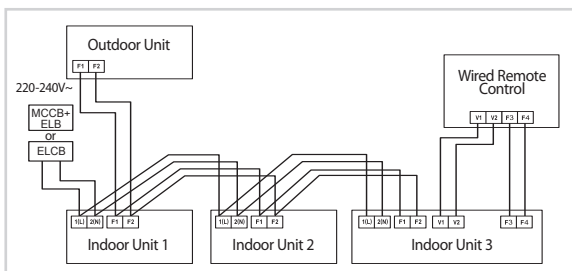 Outdoor Unit
F1 F2
220-240V~
MCCB+
ELB
or
ELCB
Wired Remote
Control
V1 V2 F3 F4
1(L) 2(N) F1 F2
Indoor Unit 1
1(L) 2(N) F1 F2
Indoor Unit 2
1(L) 2(N) F1 F2 V1 V2 F3 F4
Indoor Unit 3